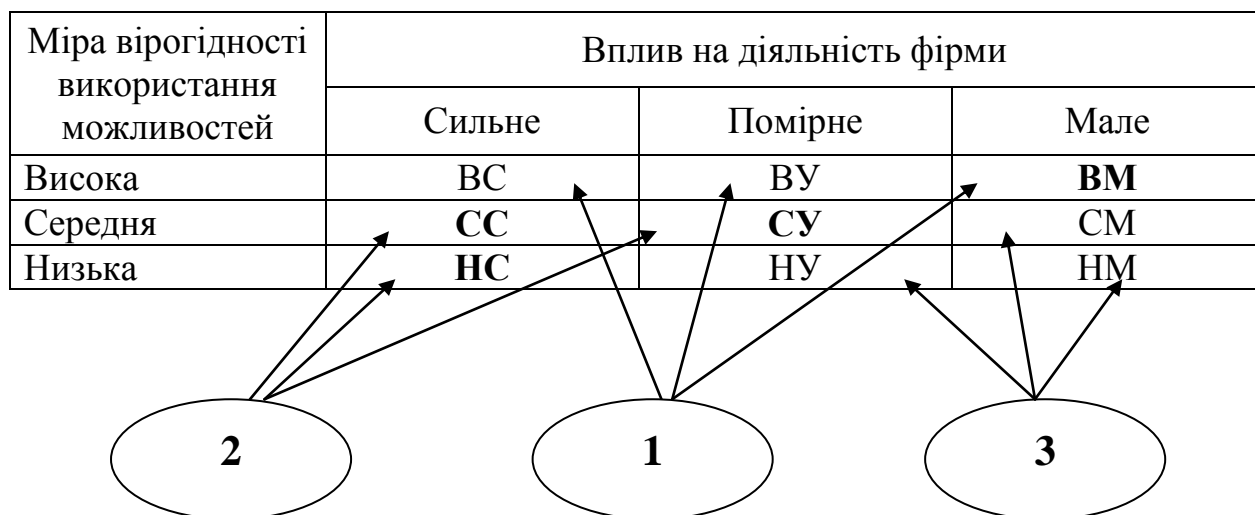 Міра вірогідності
використання
можливостей
Вплив на діяльність фірми
Сильне Помірне Мале
Висока ВС ВУ ВМ
Середня СС СУ СМ
Низька НС НУ НМ
2 1 3